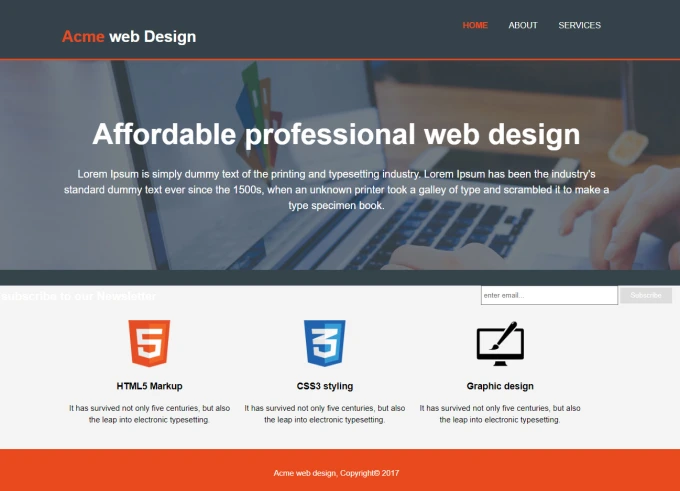 Acme web Design
HOME ABOUT SERVICES
Affordable professional web design
Lorem Ipsum is simply dummy text of the printing and typesetting industry. Lorem Ipsum has been the industry's
standard dummy text ever since the 1500s, when an unknown printer took a galley of type and scrambled it to make a
type specimen book.
subscribe to our Newsletter
enter email...
Subscribe
HTML5 Markup
It has survived not only five centuries, but also
the leap into electronic typesetting.
CSS3 styling
It has survived not only five centuries, but also
the leap into electronic typesetting.
Graphic design
It has survived not only five centuries, but also
the leap into electronic typesetting.
Acme web design, Copyright© 2017